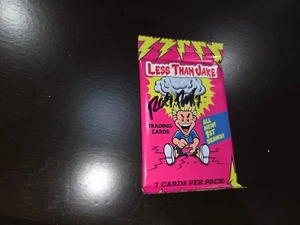 LESS THAN JAKE
TRADING
CARDS
ALL
NEW!
1ST
SERIES!
7 CARDS PER PACK